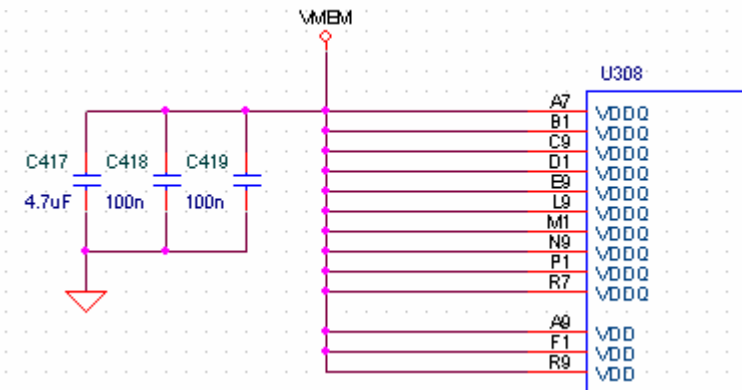 VMEM
U308
A7 VDDQ
B1 VDDQ
C9 VDDQ
D1 VDDQ
E9 VDDQ
L9 VDDQ
M1 VDDQ
N9 VDDQ
P1 VDDQ
R7 VDDQ
A9 VDD
F1 VDD
R9 VDD
C417 C418 C419
4.7uF 100n 100n